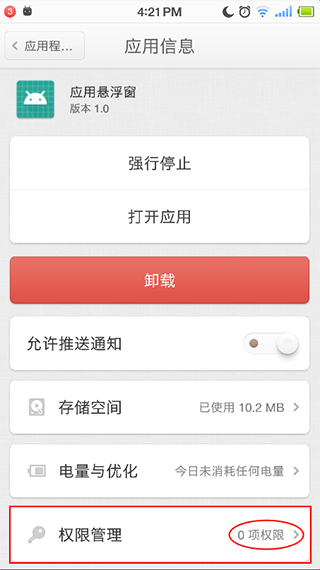 3 4:21 PM
应用程... 应用信息
应用悬浮窗
版本 1.0
强行停止
打开应用
卸载
允许推送通知
存储空间 已使用 10.2 MB
电量与优化 今日未消耗任何电量
权限管理 0 项权限